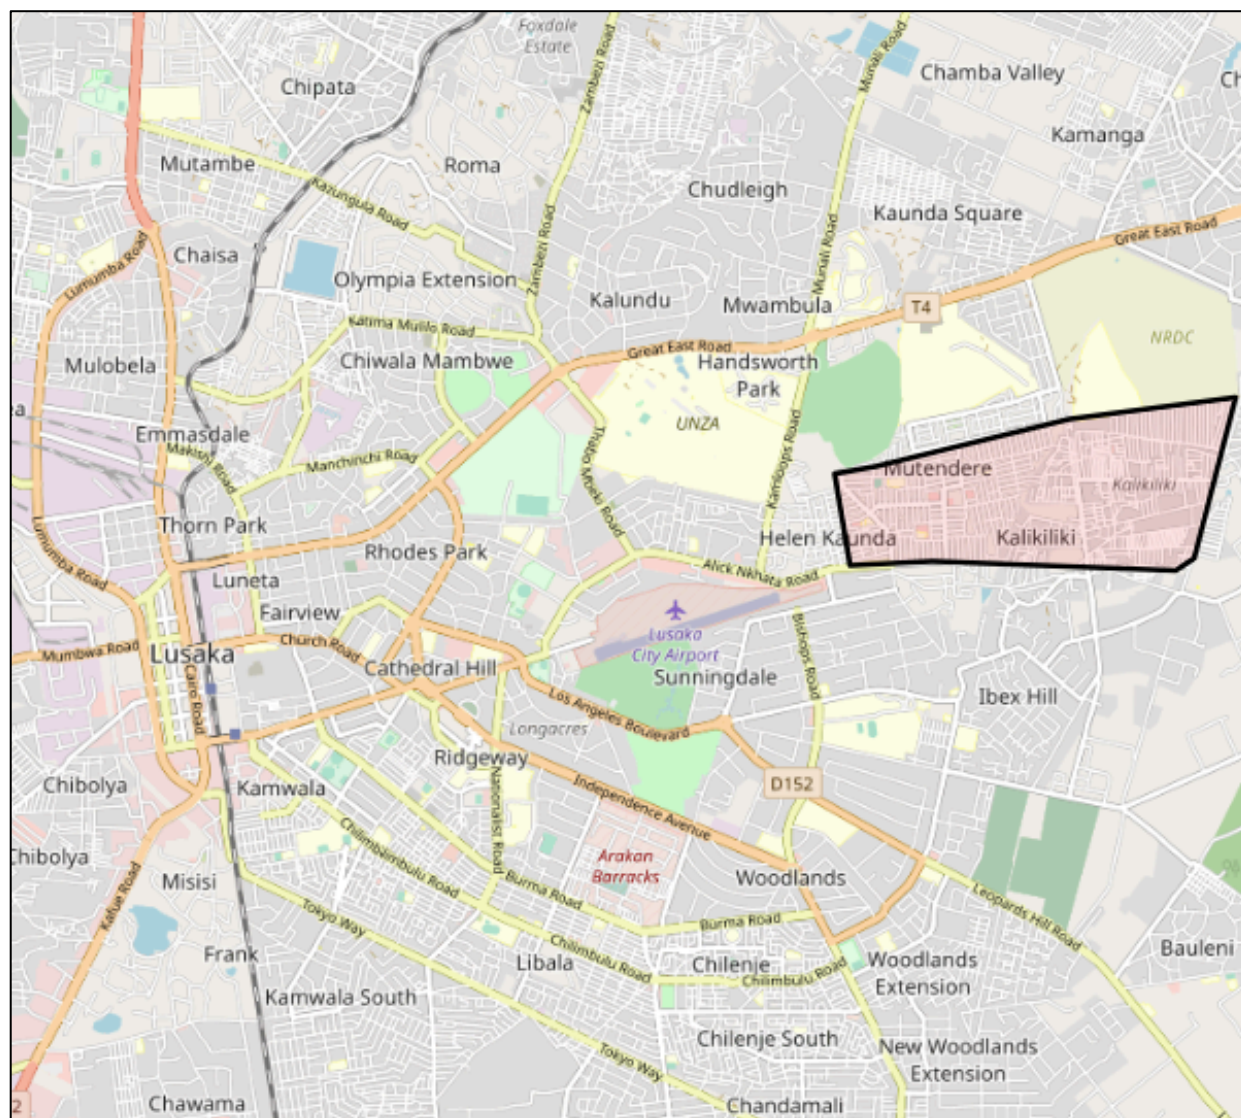 Foxdale
Estate
Chipata
Zambezi Road
Munali Road
Chamba Valley
Ch
Kamanga
Mutambe
Roma
Kazungula Road
Chudleigh
Kaunda Square
Great East Road
Lumumba Road
Chaisa
Zambezi Road
Munali Road
Olympia Extension
Kalundu
Mwambula
T4
Katima Mulilo Road
Great East Road
NRDC
Mulobela
Chiwala Mambwe
Handsworth
Park
ea
UNZA
Emmasdale
Makishi Road
Manchinchi Road
Thabo Mbeki Road
Kamloops Road
Mutendere
Kalikiliki
Thorn Park
Lumumba Road
Rhodes Park
Helen Kaunda
Kalikiliki
Luneta
Alick Nkhata Road
Fairview
Church Road
Lusaka
City Airport
Bishops Road
Mumbwa Road
Lusaka
Cairo Road
Cathedral Hill
Sunningdale
Ibex Hill
Los Angeles Boulevard
Longacres
Ridgeway
Chibolya
Kamwala
Nationalist Road
Independence Avenue
D152
Chilimbulu Road
Chibolya
Kafue Road
Misisi
Arakan
Barracks
Woodlands
Burma Road
Leopards Hill Road
Tokyo Way
Burma Road
Frank
Libala
Chilimbulu Road
Chilenje
Chilimbulu Road
Woodlands
Extension
Bauleni
Kamwala South
Chilenje South
New Woodlands
Extension
Tokyo Way
2
Chawama
Chandamali